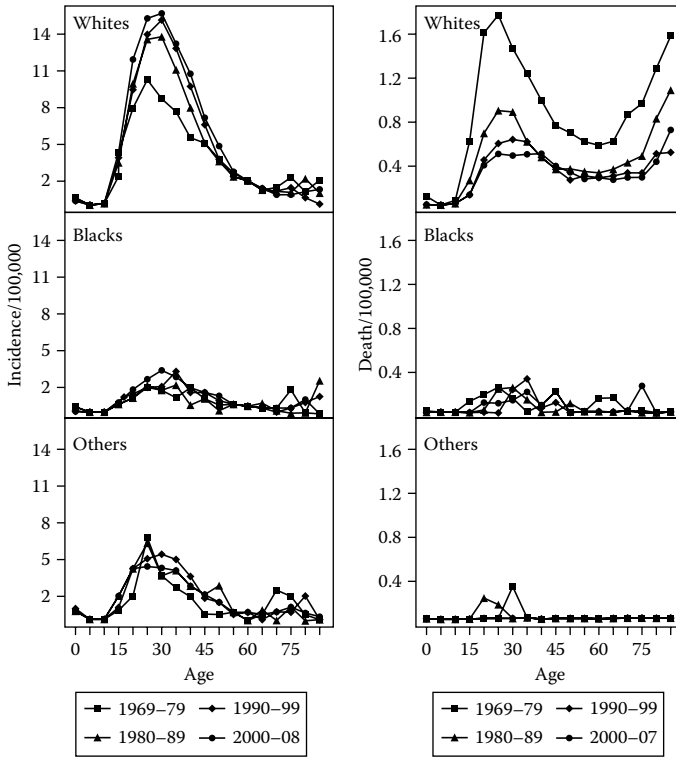 Whites
14
11
8
5
2
Blacks
14
11
8
5
2
Others
14
11
8
5
2
Incidence/100,000
0 15 30 45 60 75
Age
1969–79 1990–99
1980–89 2000–08
Whites
1.6
1.2
0.8
0.4
Blacks
1.6
1.2
0.8
0.4
Others
1.6
1.2
0.8
0.4
Death/100,000
0 15 30 45 60 75
Age
1969–79 1990–99
1980–89 2000–07